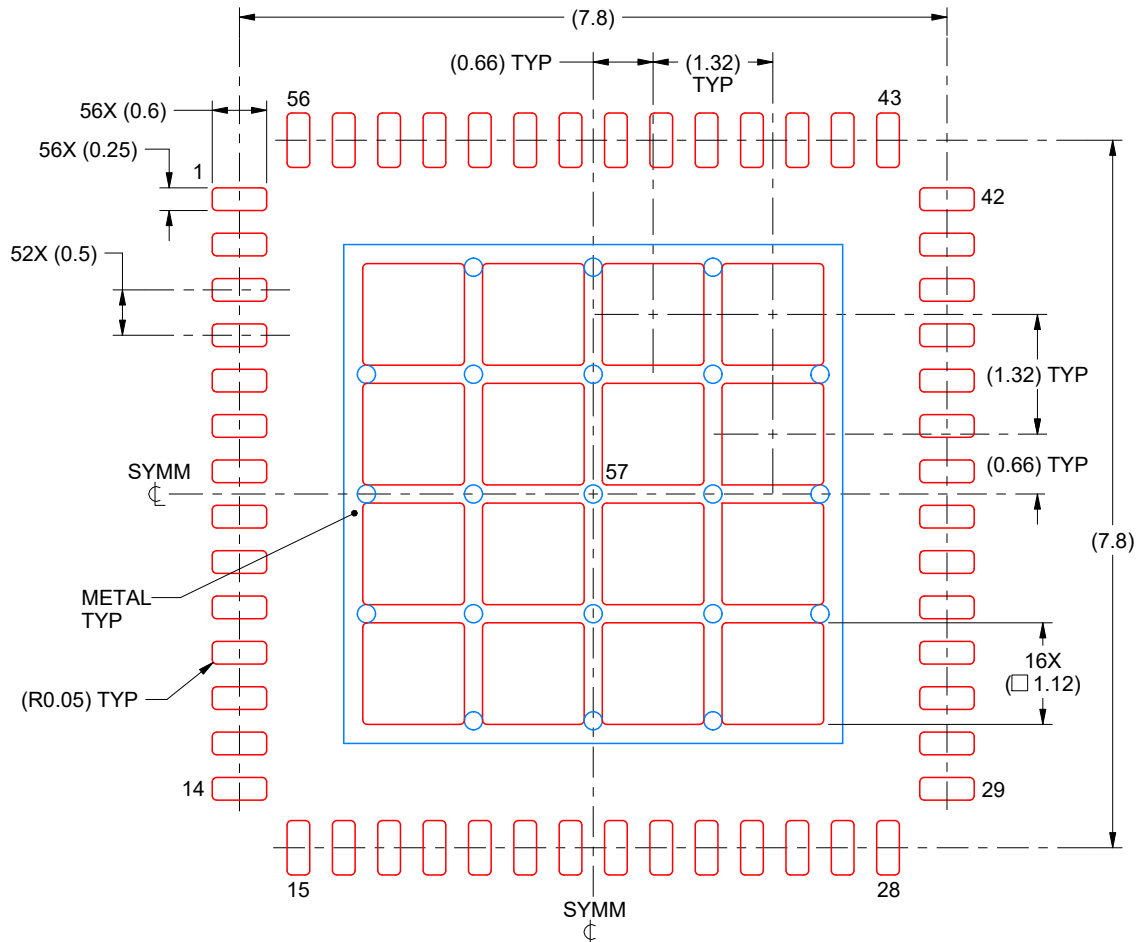 (7.8)
(0.66) TYP
(1.32)
TYP
56X (0.6)
56
43
56X (0.25)
1
42
52X (0.5)
(1.32) TYP
SYMM
57
(0.66) TYP
(7.8)
METAL
TYP
16X
(□ 1.12)
(R0.05) TYP
14
29
15
28
SYMM